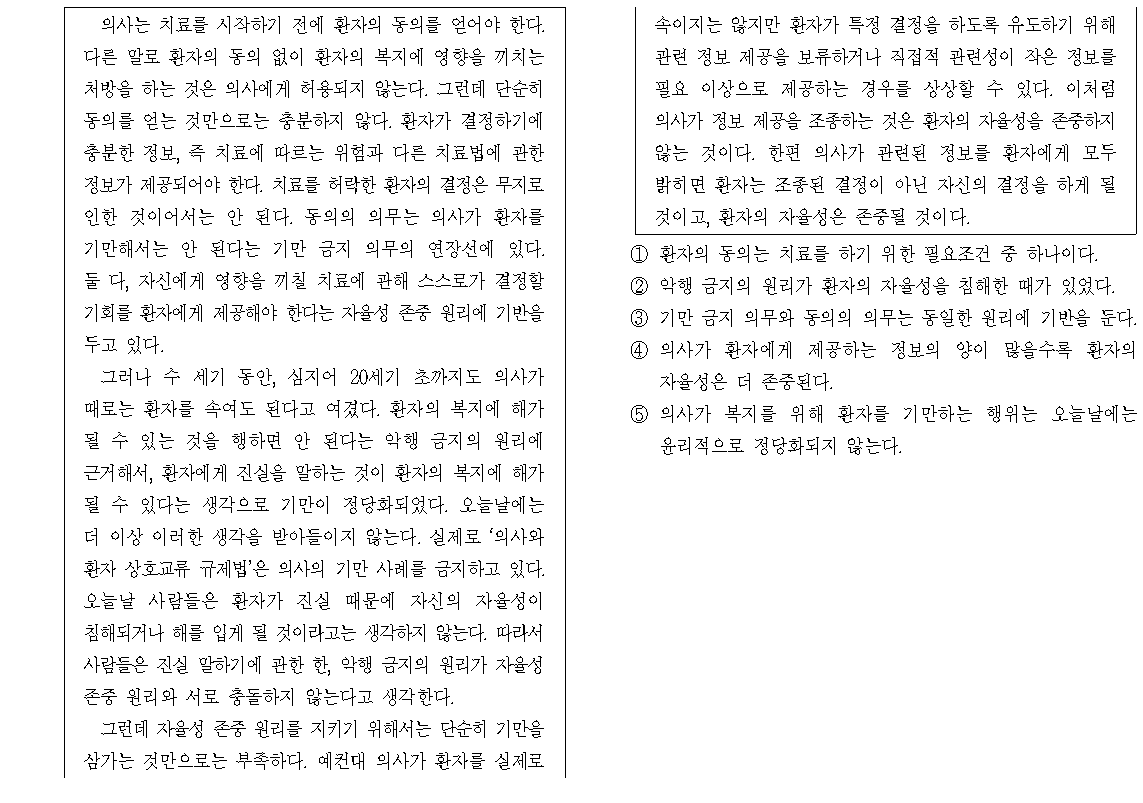 의사는 치료를 시작하기 전에 환자의 동의를 얻어야 한다.
다른 말로 환자의 동의 없이 환자의 복지에 영향을 끼치는
처방을 하는 것은 의사에게 허용되지 않는다. 그런데 단순히
동의를 얻는 것만으로는 충분하지 않다. 환자가 결정하기에
충분한 정보, 즉 치료에 따르는 위험과 다른 치료법에 관한
정보가 제공되어야 한다. 치료를 허락한 환자의 결정은 무지로
인한 것이어서는 안 된다. 동의의 의무는 의사가 환자를
기만해서는 안 된다는 기만 금지 의무의 연장선에 있다.
둘 다, 자신에게 영향을 끼칠 치료에 관해 스스로가 결정할
기회를 환자에게 제공해야 한다는 자율성 존중 원리에 기반을
두고 있다.
그러나 수 세기 동안, 심지어 20세기 초까지도 의사가
때로는 환자를 속여도 된다고 여겼다. 환자의 복지에 해가
될 수 있는 것을 행하면 안 된다는 악행 금지의 원리에
근거해서, 환자에게 진실을 말하는 것이 환자의 복지에 해가
될 수 있다는 생각으로 기만이 정당화되었다. 오늘날에는
더 이상 이러한 생각을 받아들이지 않는다. 실제로 ‘의사와
환자 상호교류 규제법’은 의사의 기만 사례를 금지하고 있다.
오늘날 사람들은 환자가 진실 때문에 자신의 자율성이
침해되거나 해를 입게 될 것이라고는 생각하지 않는다. 따라서
사람들은 진실 말하기에 관한 한, 악행 금지의 원리가 자율성
존중 원리와 서로 충돌하지 않는다고 생각한다.
그런데 자율성 존중 원리를 지키기 위해서는 단순히 기만을
삼가는 것만으로는 부족하다. 예컨대 의사가 환자를 실제로
속이지는 않지만 환자가 특정 결정을 하도록 유도하기 위해
관련 정보 제공을 보류하거나 직접적 관련성이 작은 정보를
필요 이상으로 제공하는 경우를 상상할 수 있다. 이처럼
의사가 정보 제공을 조종하는 것은 환자의 자율성을 존중하지
않는 것이다. 한편 의사가 관련된 정보를 환자에게 모두
밝히면 환자는 조종된 결정이 아닌 자신의 결정을 하게 될
것이고, 환자의 자율성은 존중될 것이다.
① 환자의 동의는 치료를 하기 위한 필요조건 중 하나이다.
② 악행 금지의 원리가 환자의 자율성을 침해한 때가 있었다.
③ 기만 금지 의무와 동의의 의무는 동일한 원리에 기반을 둔다.
④ 의사가 환자에게 제공하는 정보의 양이 많을수록 환자의
자율성은 더 존중된다.
⑤ 의사가 복지를 위해 환자를 기만하는 행위는 오늘날에는
윤리적으로 정당화되지 않는다.